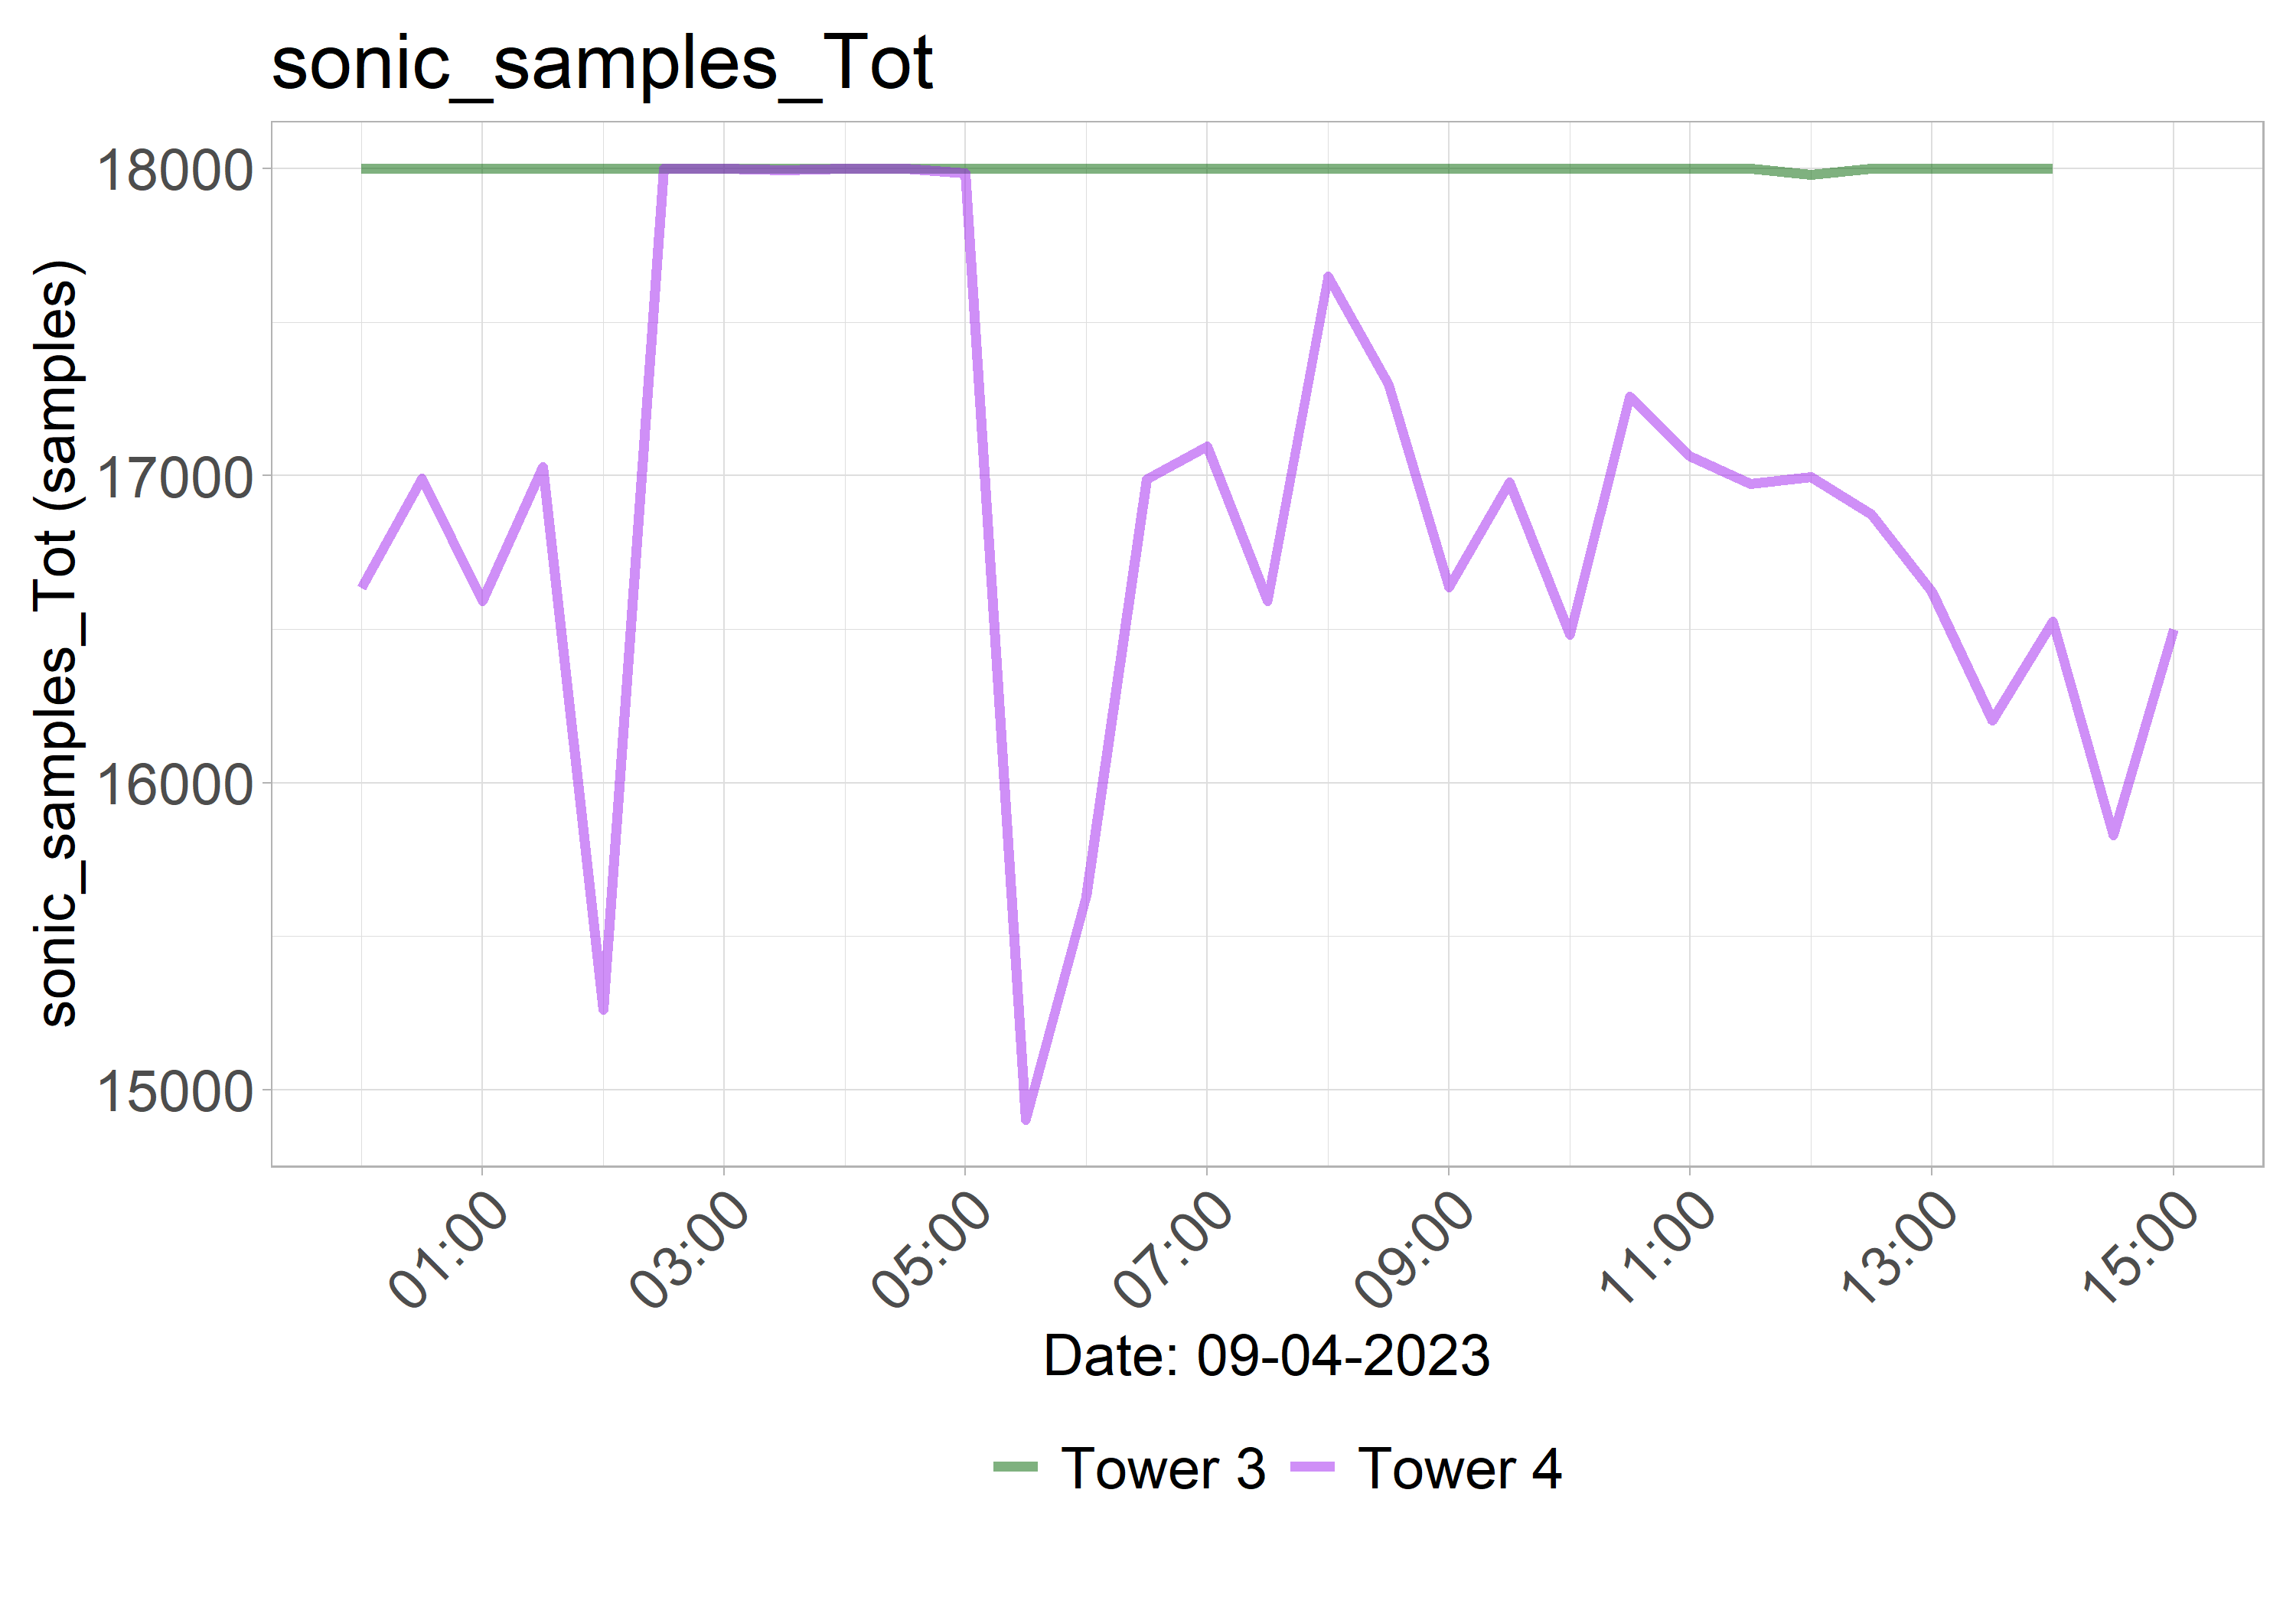 sonic_samples_Tot
sonic_samples_Tot (samples)
18000
17000
16000
15000
01:00
03:00
05:00
07:00
09:00
11:00
13:00
15:00
Date: 09-04-2023
Tower 3
Tower 4